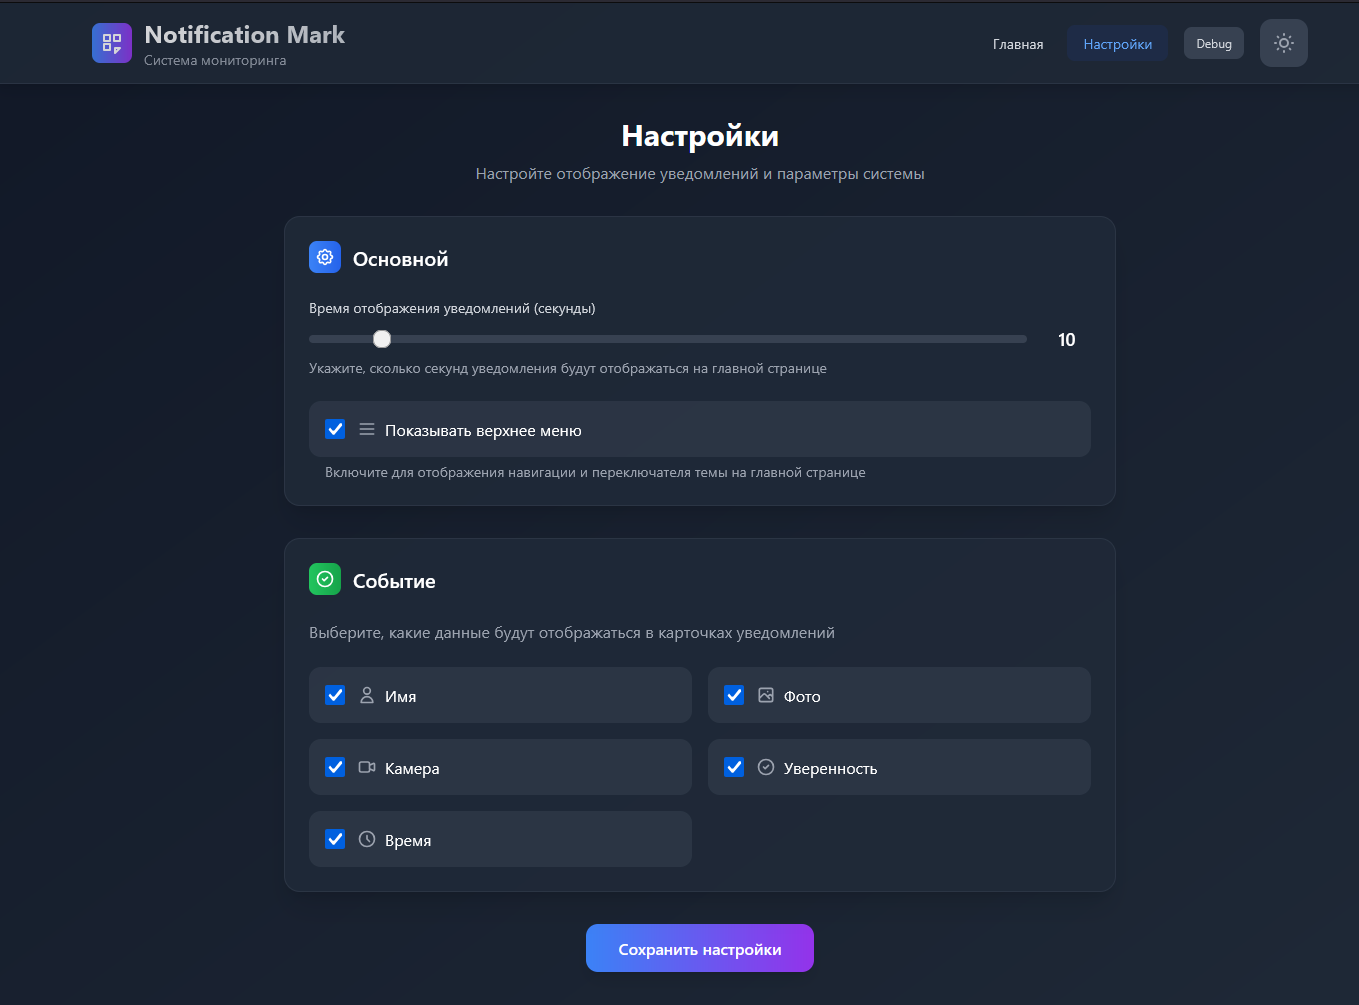 Notification Mark
Система мониторинга
Главная
Настройки
Debug
Настройки
Настройте отображение уведомлений и параметры системы
Основной
Время отображения уведомлений (секунды)
10
Укажите, сколько секунд уведомления будут отображаться на главной странице
Показывать верхнее меню
Включите для отображения навигации и переключателя темы на главной странице
Событие
Выберите, какие данные будут отображаться в карточках уведомлений
Имя
Фото
Камера
Уверенность
Время
Сохранить настройки